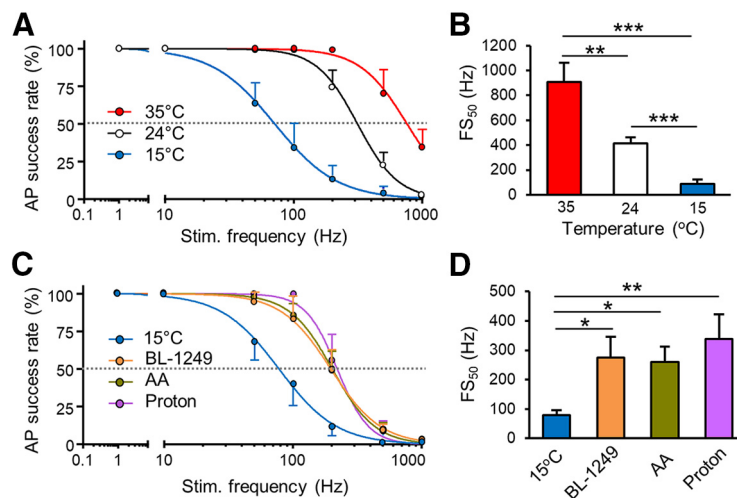 A
AP success rate (%)
100
75
50
25
0
35°C
24°C
15°C
0.1
1
10
100
1000
Stim. frequency (Hz)
B
FS50 (Hz)
1200
1000
800
600
400
200
0
***
**
***
35
24
15
Temperature (°C)
C
AP success rate (%)
100
75
50
25
0
15°C
BL-1249
AA
Proton
0.1
1
10
100
1000
Stim. frequency (Hz)
D
FS50 (Hz)
500
400
300
200
100
0
**
*
*
15°C
BL-1249
AA
Proton